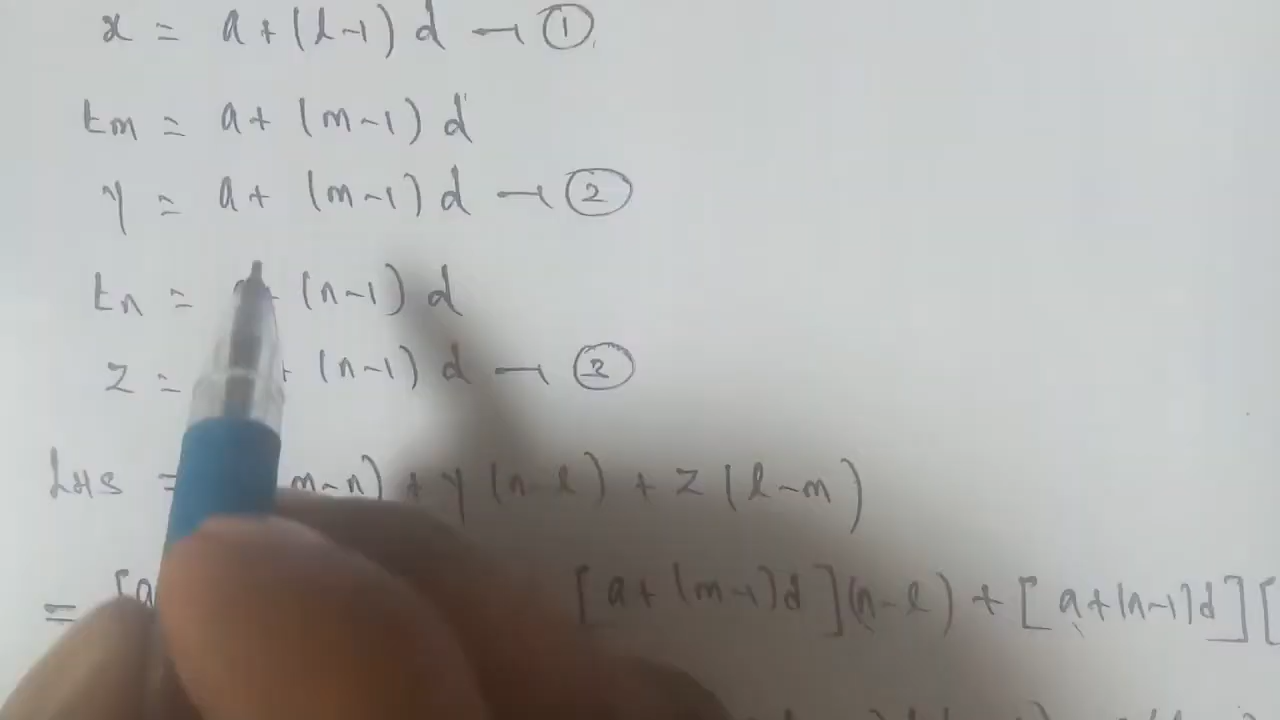 x = a + (l-1) d — ①
tm = a + (m-1) d
y = a + (m-1) d — ②
tn = + (n-1) d
z = + (n-1) d — ③
LHS = m-n) + y (n-l) + z (l-m)
= [a [a+(m-1)d](n-l) + [a+(n-1)d][